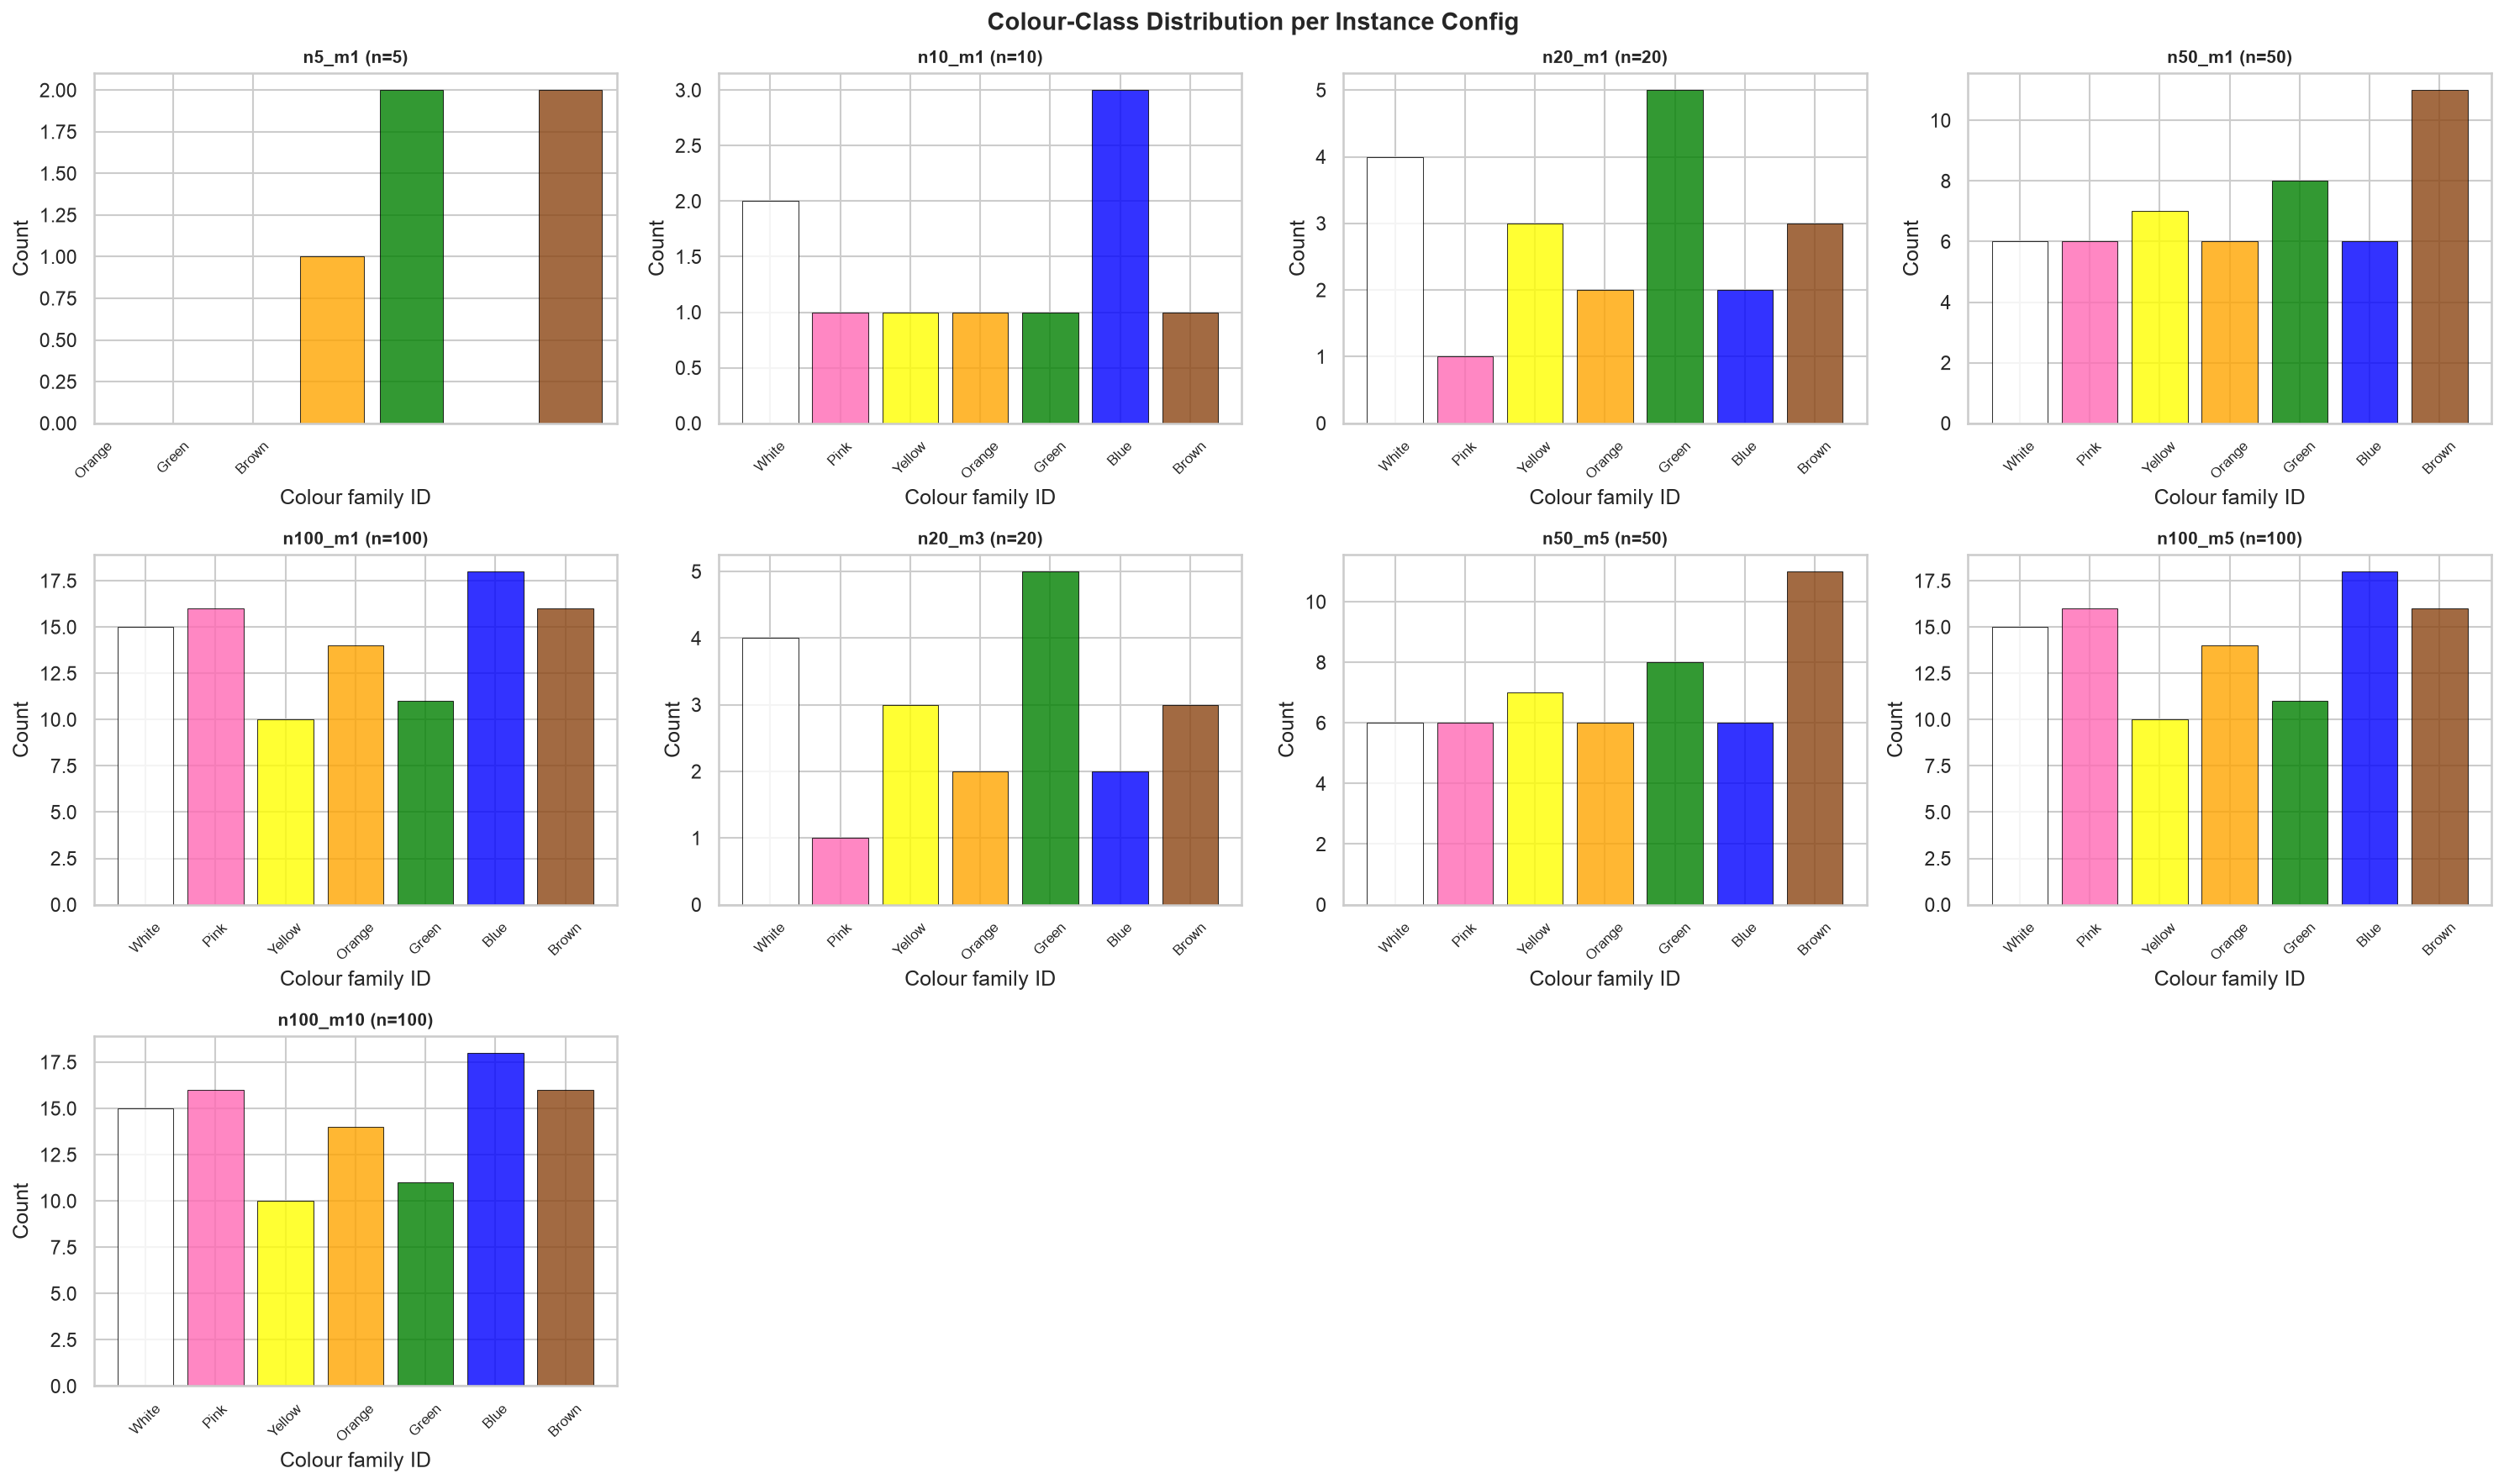 Colour-Class Distribution per Instance Config
n5_m1 (n=5)
Count
2.00
1.75
1.50
1.25
1.00
0.75
0.50
0.25
0.00
Orange
Green
Brown
Colour family ID
n10_m1 (n=10)
Count
3.0
2.5
2.0
1.5
1.0
0.5
0.0
White
Pink
Yellow
Orange
Green
Blue
Brown
Colour family ID
n20_m1 (n=20)
Count
5
4
3
2
1
0
White
Pink
Yellow
Orange
Green
Blue
Brown
Colour family ID
n50_m1 (n=50)
Count
10
8
6
4
2
0
White
Pink
Yellow
Orange
Green
Blue
Brown
Colour family ID
n100_m1 (n=100)
Count
17.5
15.0
12.5
10.0
7.5
5.0
2.5
0.0
White
Pink
Yellow
Orange
Green
Blue
Brown
Colour family ID
n20_m3 (n=20)
Count
5
4
3
2
1
0
White
Pink
Yellow
Orange
Green
Blue
Brown
Colour family ID
n50_m5 (n=50)
Count
10
8
6
4
2
0
White
Pink
Yellow
Orange
Green
Blue
Brown
Colour family ID
n100_m5 (n=100)
Count
17.5
15.0
12.5
10.0
7.5
5.0
2.5
0.0
White
Pink
Yellow
Orange
Green
Blue
Brown
Colour family ID
n100_m10 (n=100)
Count
17.5
15.0
12.5
10.0
7.5
5.0
2.5
0.0
White
Pink
Yellow
Orange
Green
Blue
Brown
Colour family ID